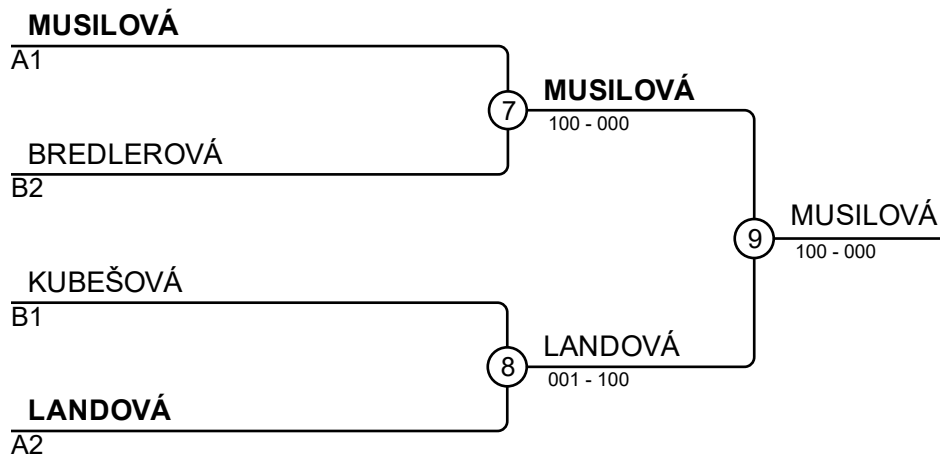 MUSILOVÁ
A1
7
MUSILOVÁ
100 - 000
BREDLEROVÁ
B2
9
MUSILOVÁ
100 - 000
KUBEŠOVÁ
B1
8
LANDOVÁ
001 - 100
LANDOVÁ
A2